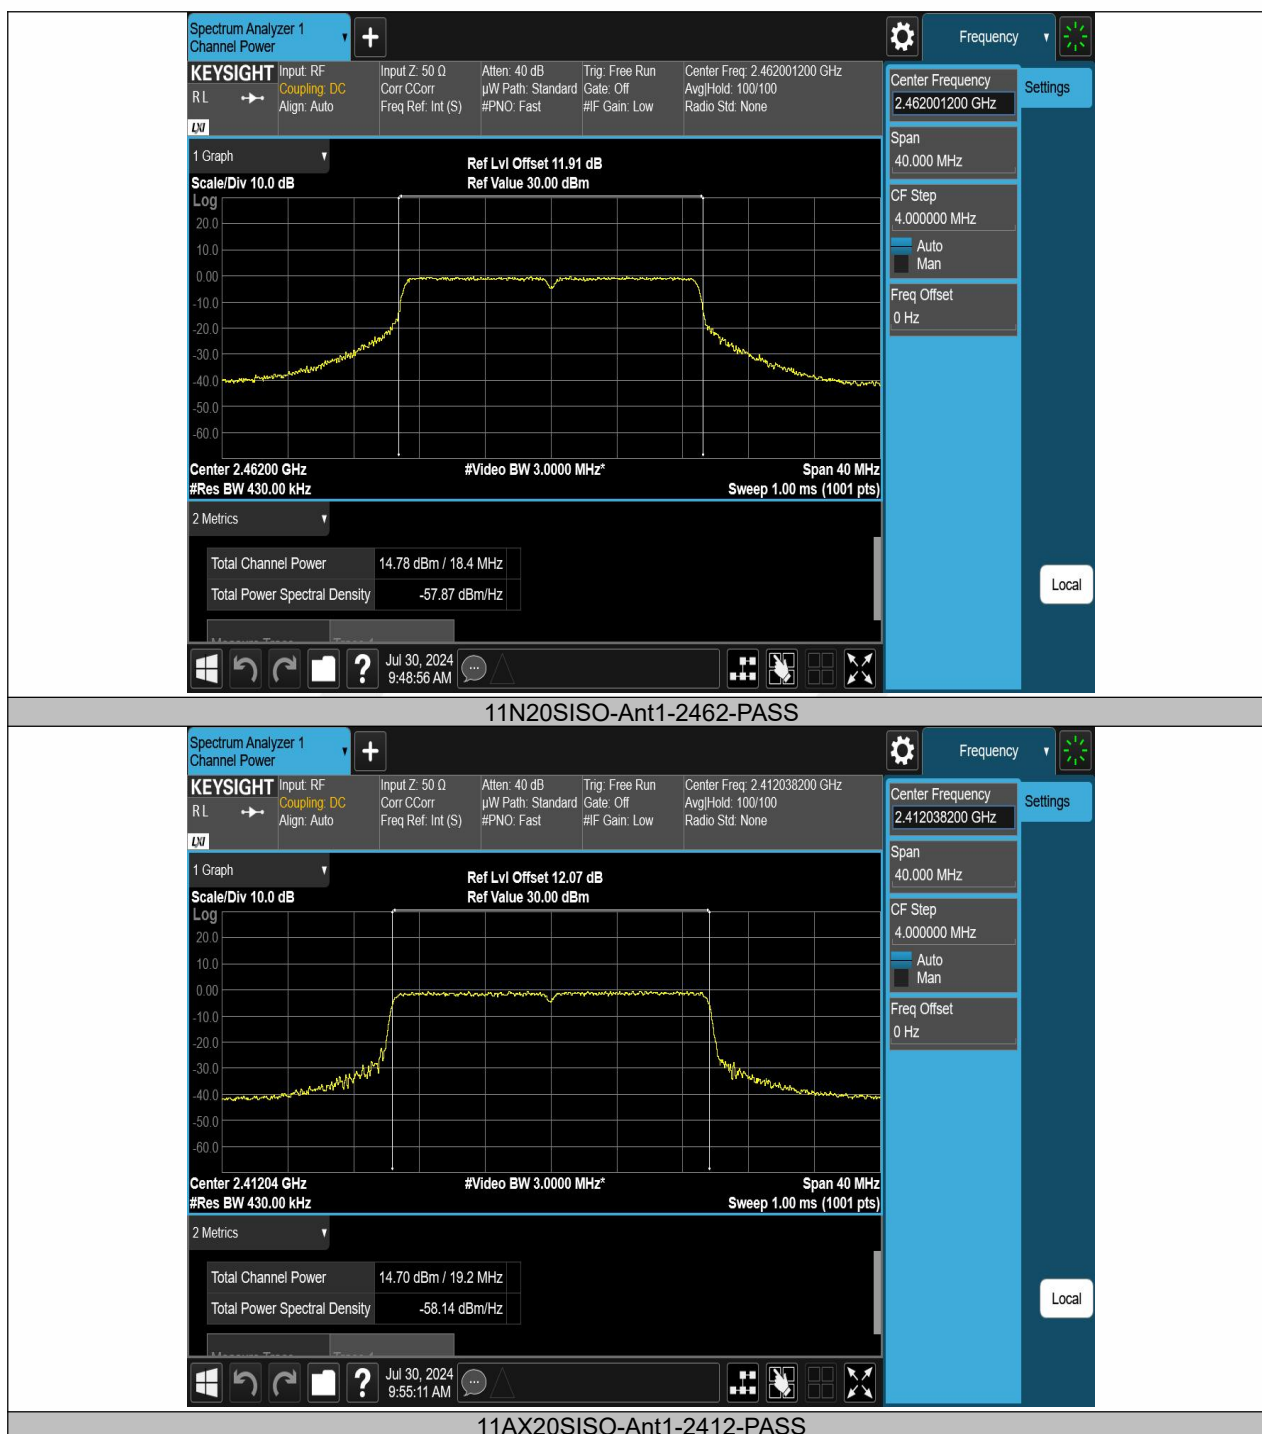 Spectrum Analyzer 1
Channel Power
+
Frequency
KEYSIGHT
R L
LXI
Input: RF
Coupling: DC
Align: Auto
Input Z: 50 Ω
Corr CCorr
Freq Ref: Int (S)
Atten: 40 dB
µW Path: Standard
#PNO: Fast
Trig: Free Run
Gate: Off
#IF Gain: Low
Center Freq: 2.462001200 GHz
Avg|Hold: 100/100
Radio Std: None
Center Frequency
2.462001200 GHz
Settings
Span
40.000 MHz
CF Step
4.000000 MHz
Auto
Man
Freq Offset
0 Hz
Local
1 Graph
Scale/Div 10.0 dB
Ref Lvl Offset 11.91 dB
Ref Value 30.00 dBm
Log
20.0
10.0
0.00
-10.0
-20.0
-30.0
-40.0
-50.0
-60.0
Center 2.46200 GHz
#Video BW 3.0000 MHz*
Span 40 MHz
#Res BW 430.00 kHz
Sweep 1.00 ms (1001 pts)
2 Metrics
Total Channel Power 14.78 dBm / 18.4 MHz
Total Power Spectral Density -57.87 dBm/Hz
?
Jul 30, 2024
9:48:56 AM
11N20SISO-Ant1-2462-PASS
Spectrum Analyzer 1
Channel Power
+
Frequency
KEYSIGHT
R L
LXI
Input: RF
Coupling: DC
Align: Auto
Input Z: 50 Ω
Corr CCorr
Freq Ref: Int (S)
Atten: 40 dB
µW Path: Standard
#PNO: Fast
Trig: Free Run
Gate: Off
#IF Gain: Low
Center Freq: 2.412038200 GHz
Avg|Hold: 100/100
Radio Std: None
Center Frequency
2.412038200 GHz
Settings
Span
40.000 MHz
CF Step
4.000000 MHz
Auto
Man
Freq Offset
0 Hz
Local
1 Graph
Scale/Div 10.0 dB
Ref Lvl Offset 12.07 dB
Ref Value 30.00 dBm
Log
20.0
10.0
0.00
-10.0
-20.0
-30.0
-40.0
-50.0
-60.0
Center 2.41204 GHz
#Video BW 3.0000 MHz*
Span 40 MHz
#Res BW 430.00 kHz
Sweep 1.00 ms (1001 pts)
2 Metrics
Total Channel Power 14.70 dBm / 19.2 MHz
Total Power Spectral Density -58.14 dBm/Hz
?
Jul 30, 2024
9:55:11 AM
11AX20SISO-Ant1-2412-PASS